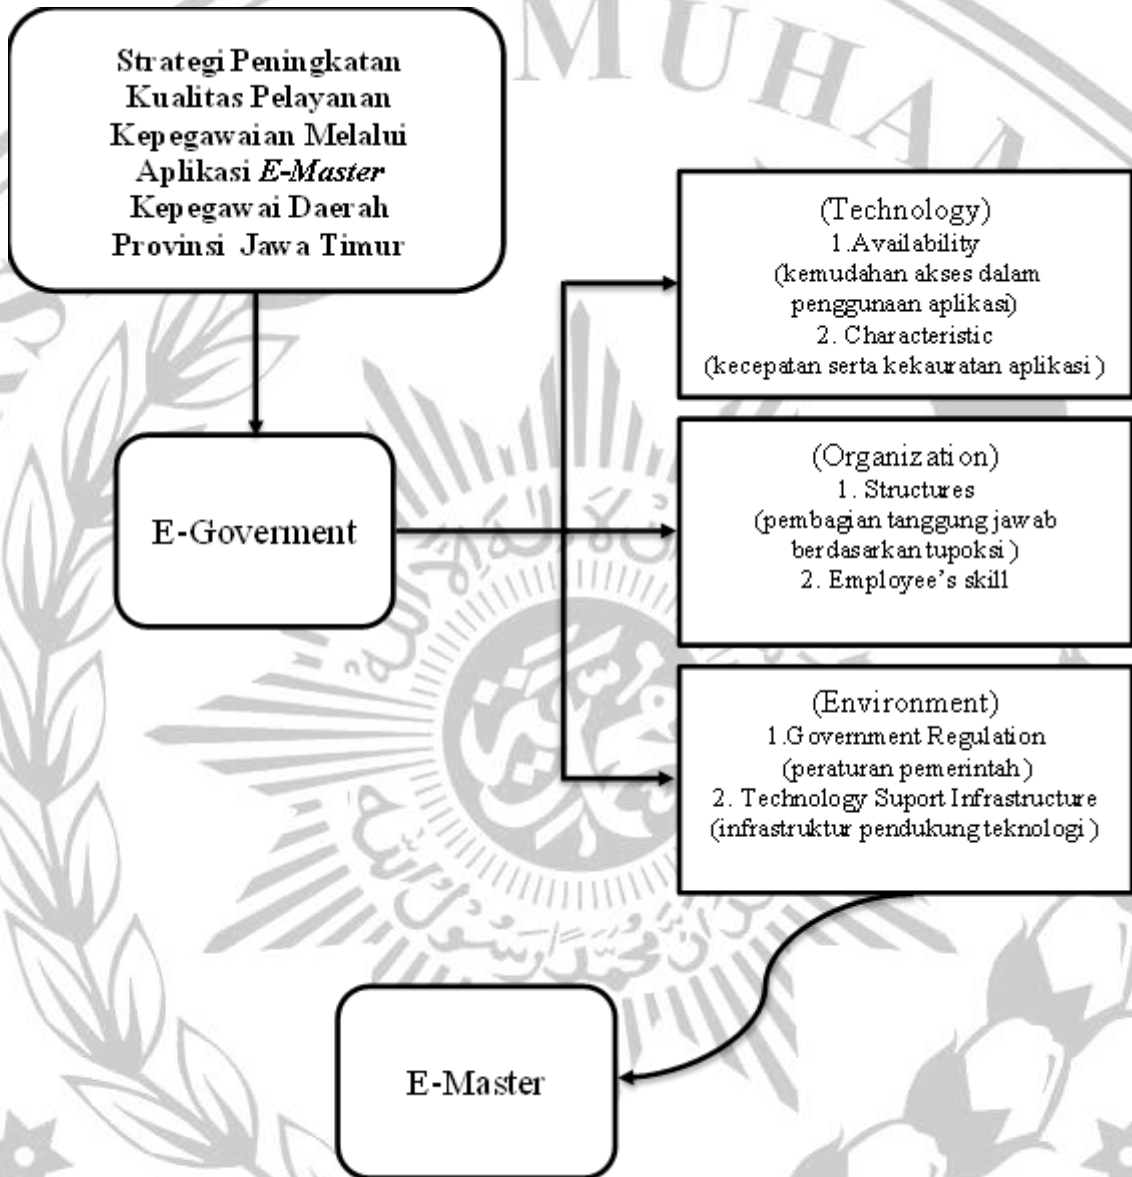 Strategi Peningkatan
Kualitas Pelayanan
Kepegawaian Melalui
Aplikasi E-Master
Kepegawai Daerah
Provinsi Jawa Timur
E-Goverment
(Technology)
1.Availability
(kemudahan akses dalam
penggunaan aplikasi)
2. Characteristic
(kecepatan serta kekauratan aplikasi )
(Organization)
1. Structures
(pembagian tanggung jawab
berdasarkan tupoksi )
2. Employee's skill
(Environment)
1.Government Regulation
(peraturan pemerintah )
2. Technology Suport Infrastructure
(infrastruktur pendukung teknologi )
E-Master
MUHAM